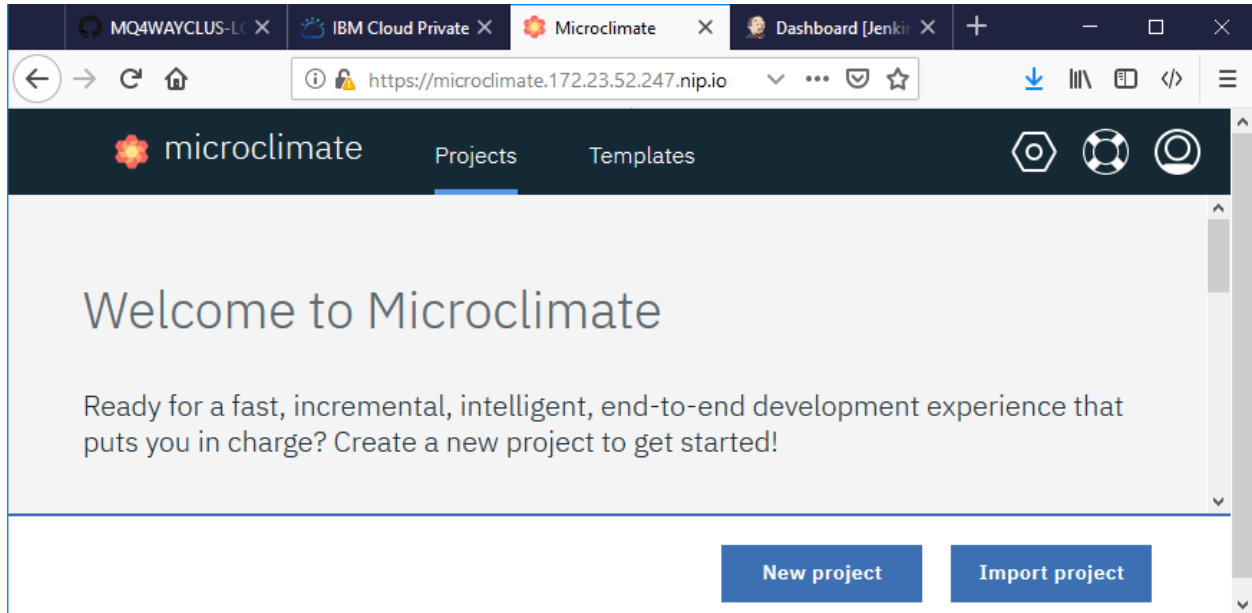 MQ4WAYCLUS-L
IBM Cloud Private
Microclimate
Dashboard [Jenkin
https://microclimate.172.23.52.247.nip.io
microclimate
Projects
Templates
Welcome to Microclimate
Ready for a fast, incremental, intelligent, end-to-end development experience that
puts you in charge? Create a new project to get started!
New project
Import project